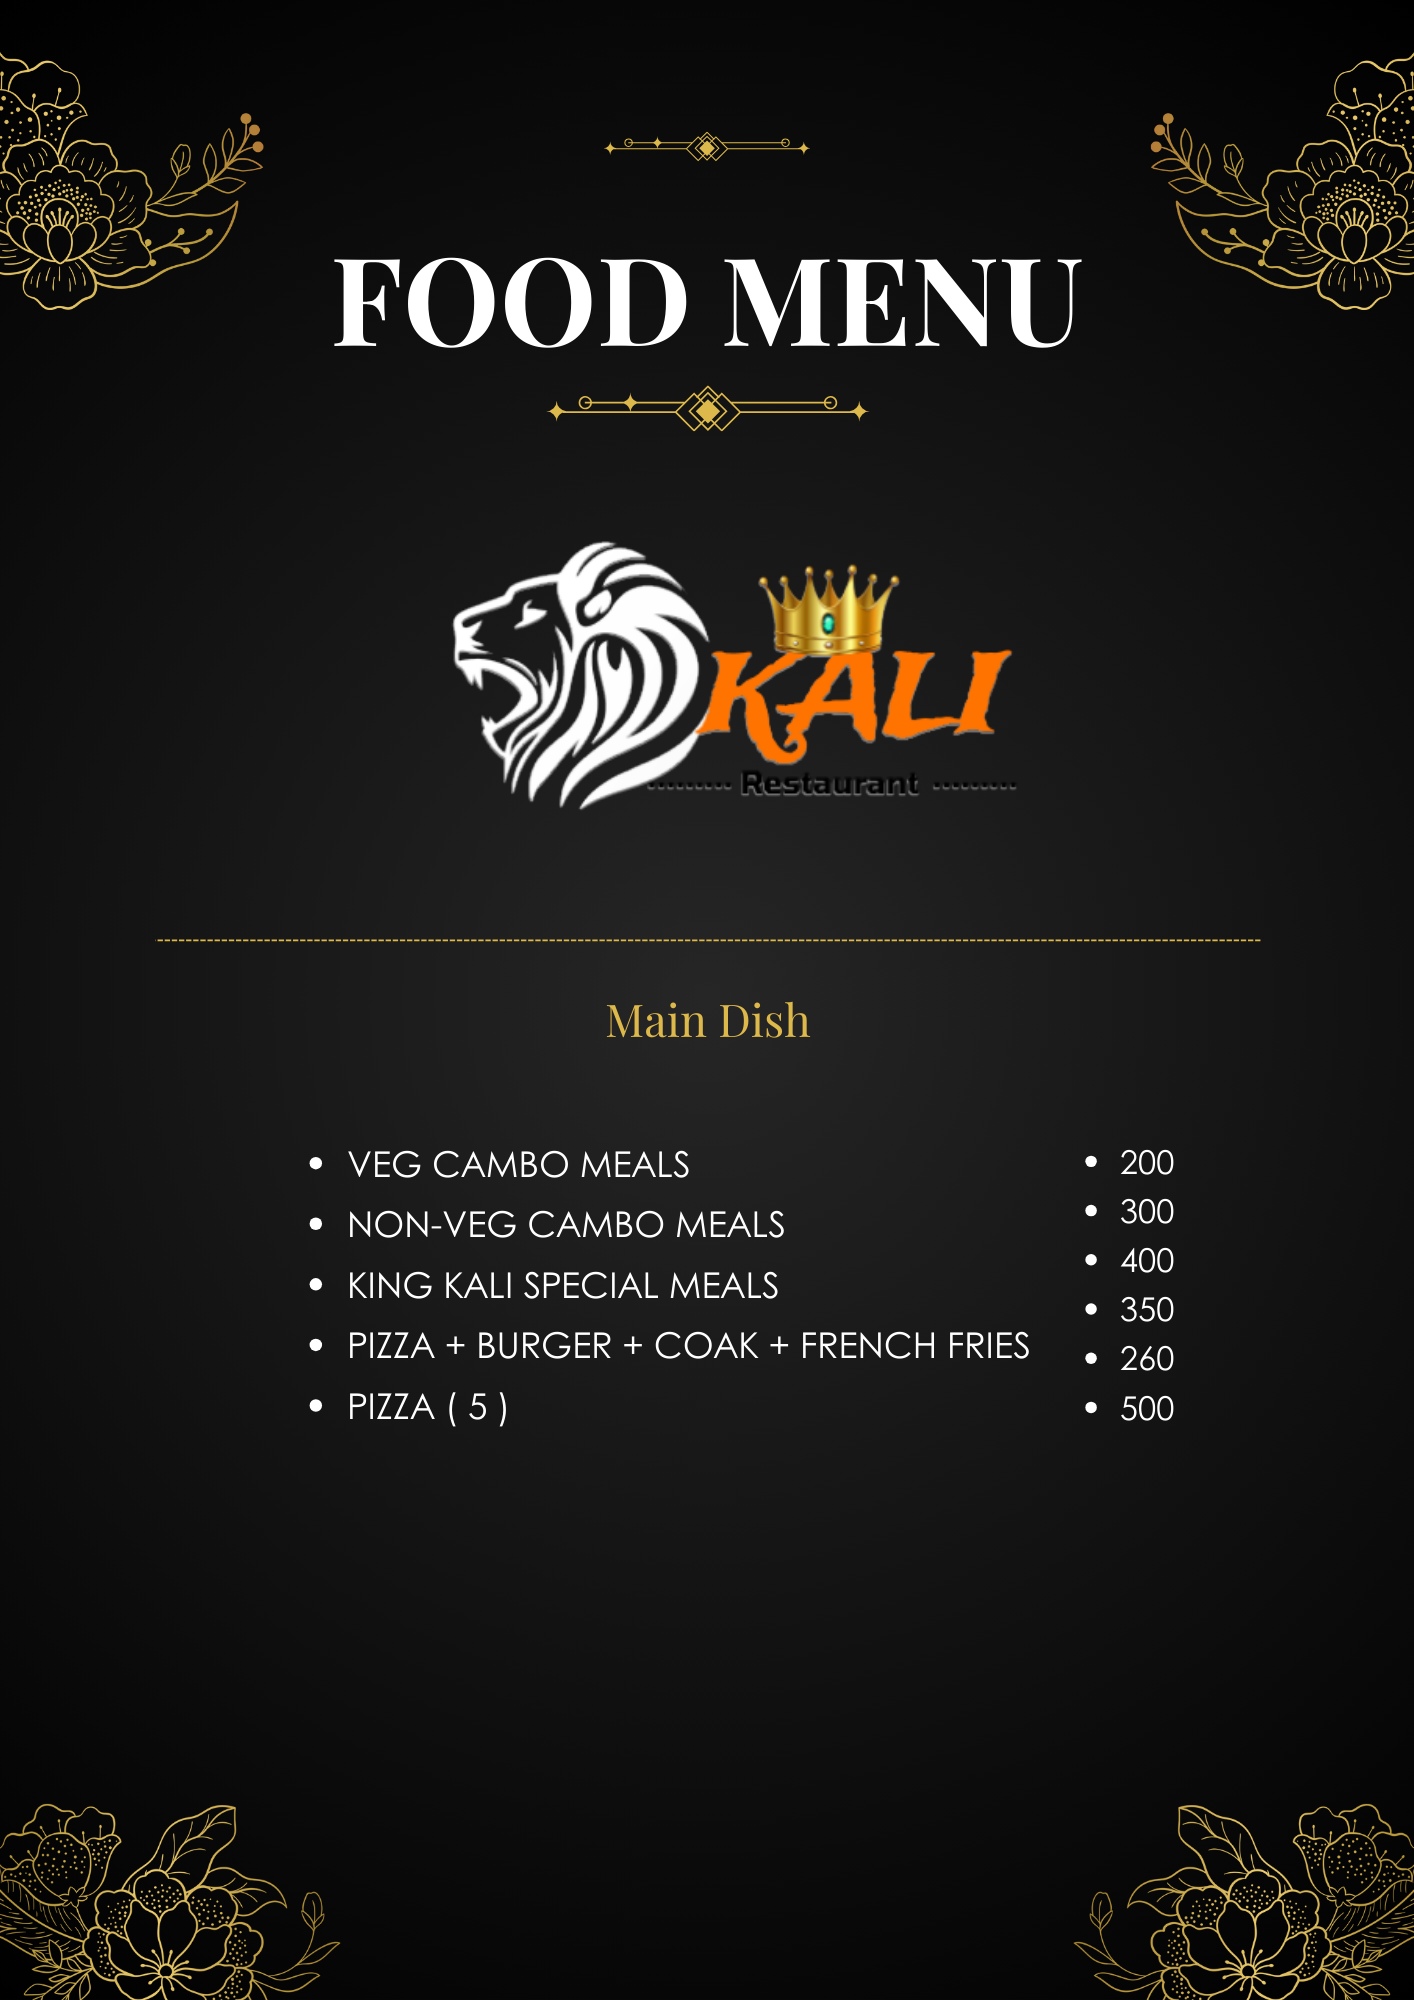 FOOD MENU
KALI
......... Restaurant .........
Main Dish
• VEG CAMBO MEALS
• NON-VEG CAMBO MEALS
• KING KALI SPECIAL MEALS
• PIZZA + BURGER + COAK + FRENCH FRIES
• PIZZA ( 5 )
• 200
• 300
• 400
• 350
• 260
• 500